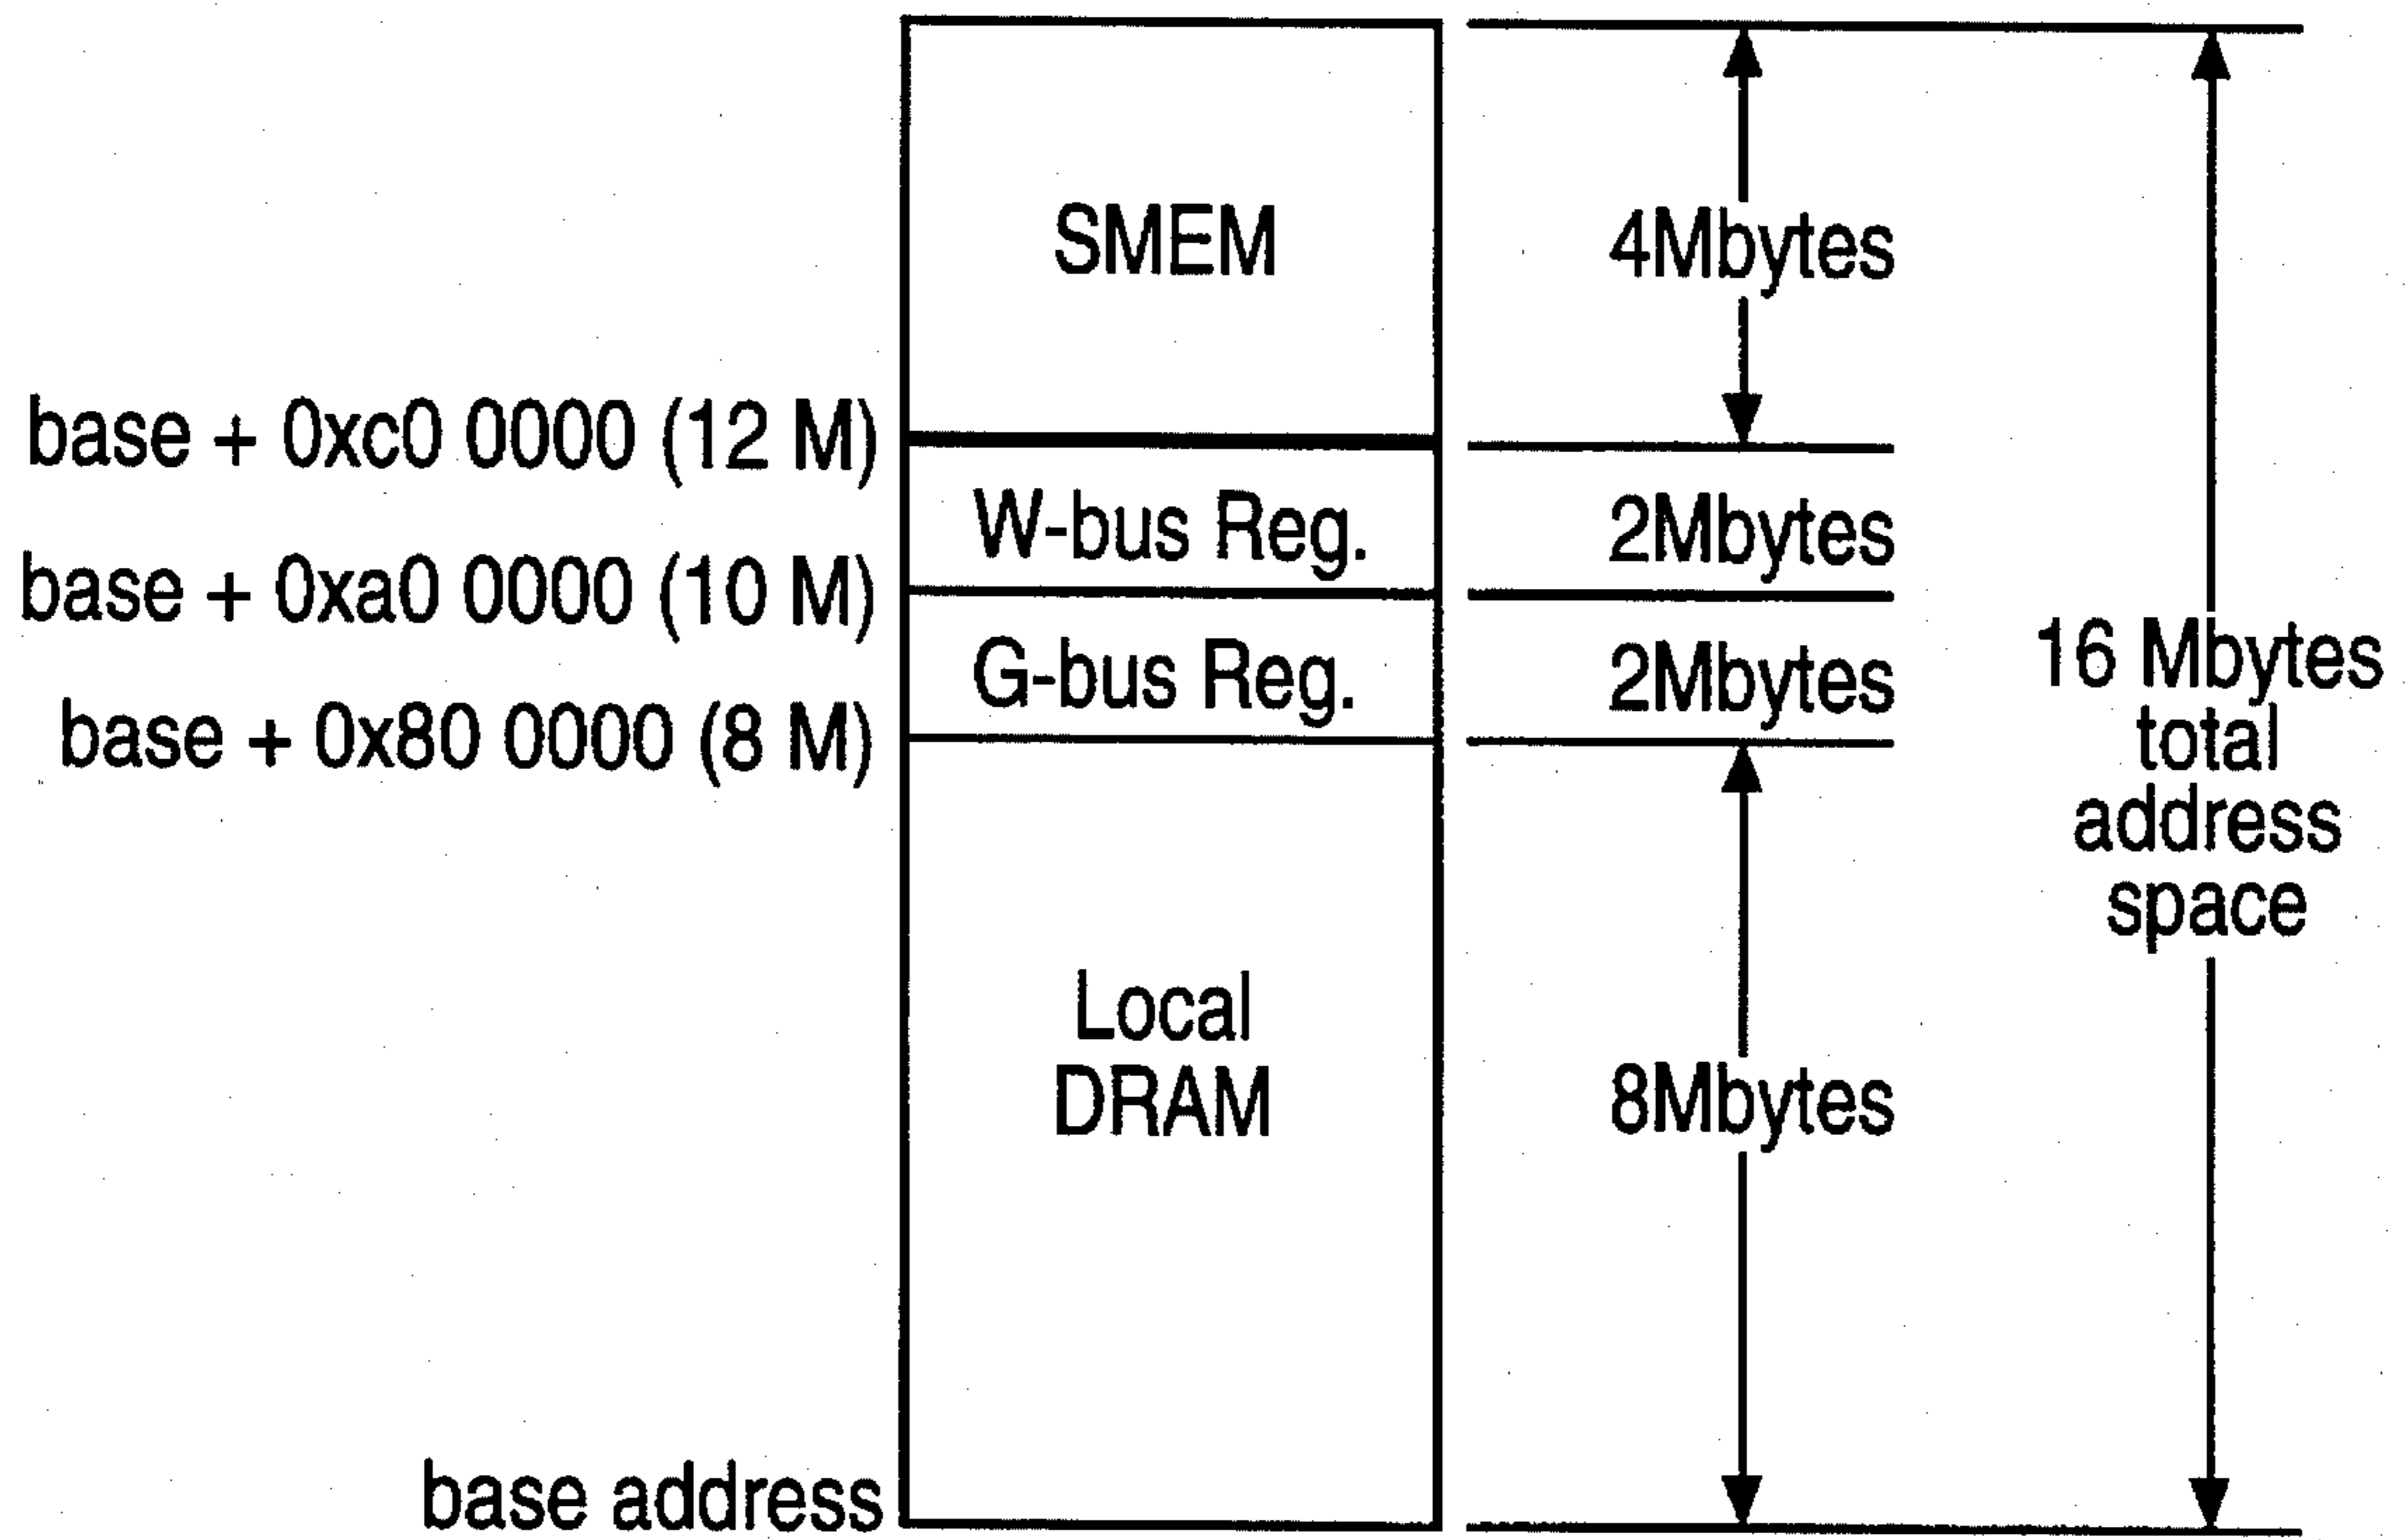 SMEM
4Mbytes
base + 0xc0 0000 (12 M)
W-bus Reg.
2Mbytes
base + 0xa0 0000 (10 M)
G-bus Reg.
2Mbytes
base + 0x80 0000 (8 M)
16 Mbytes
total
address
space
Local
DRAM
8Mbytes
base address